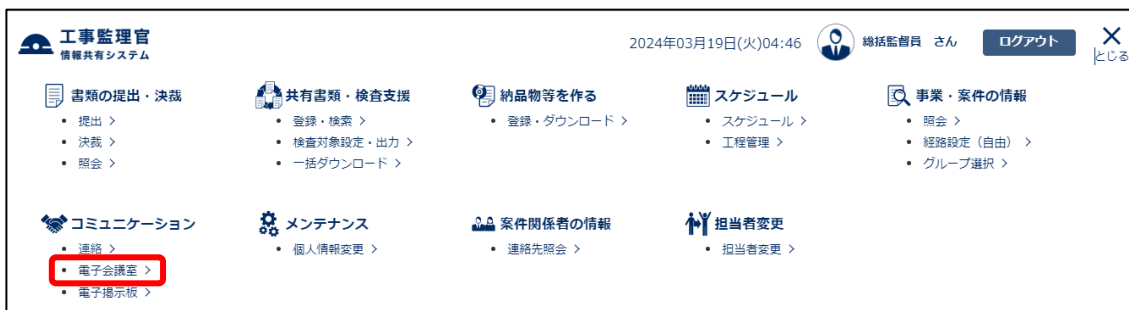 工事監理官
情報共有システム
2024年03月19日(火)04:46
総括監督員 さん
ログアウト
とじる
書類の提出・決裁
提出 >
決裁 >
照会 >
共有書類・検査支援
登録・検索 >
検査対象設定・出力 >
一括ダウンロード >
納品物等を作る
登録・ダウンロード >
スケジュール
スケジュール >
工程管理 >
事業・案件の情報
照会 >
経路設定（自由） >
グループ選択 >
コミュニケーション
連絡 >
電子会議室 >
電子掲示板 >
メンテナンス
個人情報変更 >
案件関係者の情報
連絡先照会 >
担当者変更
担当者変更 >